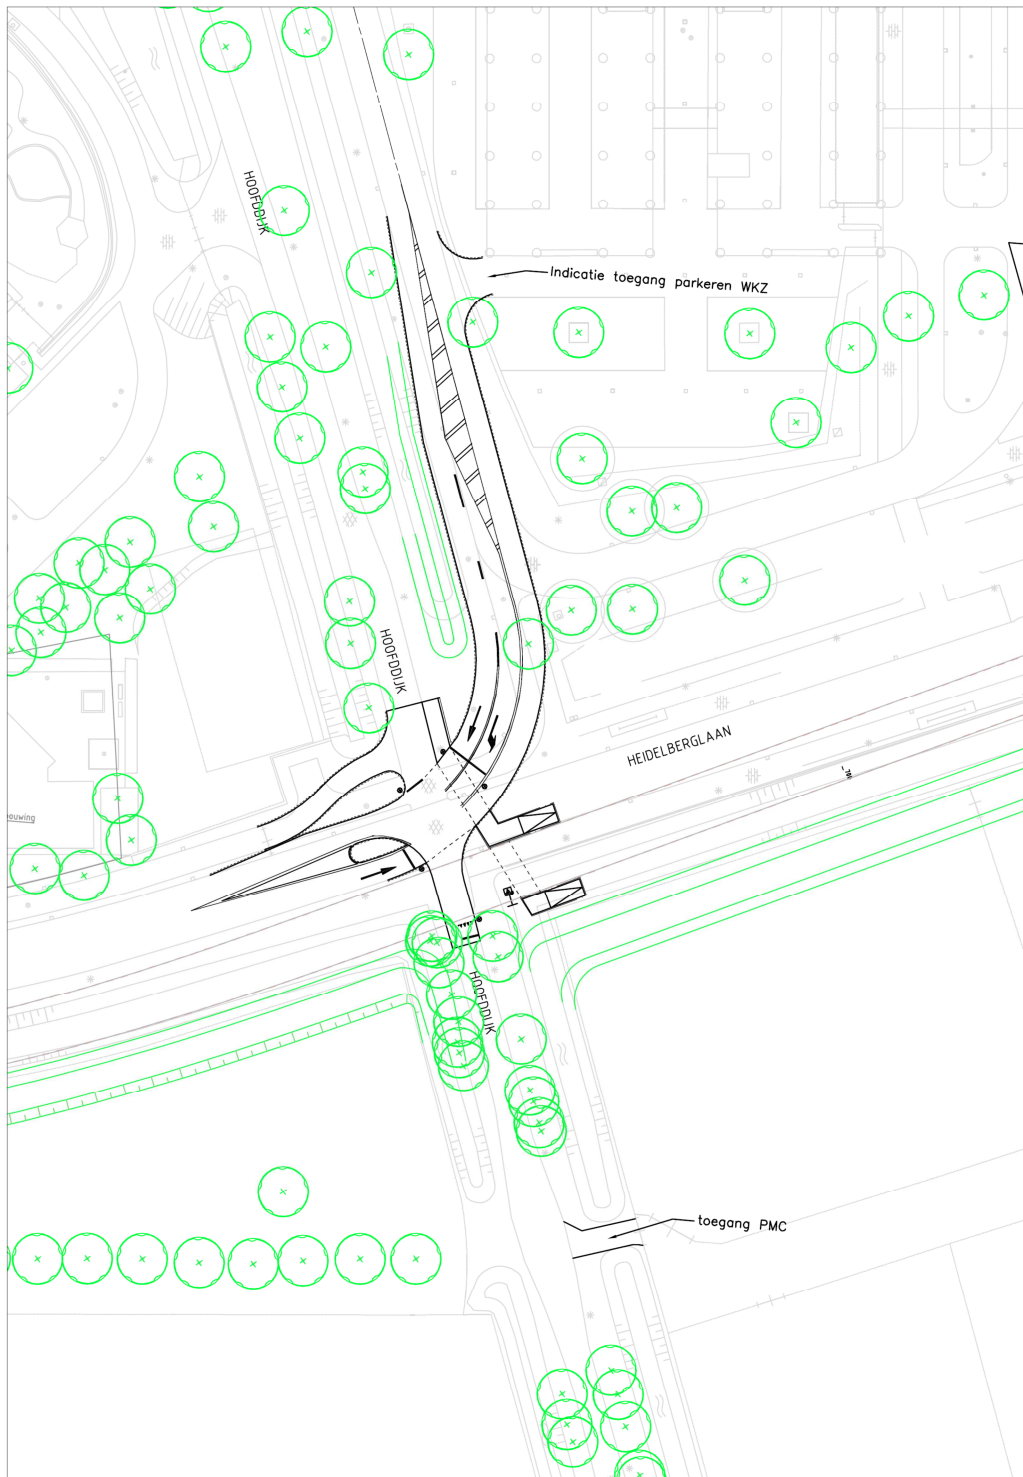 HOOFDDIJK
Indicatie toegang parkeren WKZ
HOOFDDIJK
HEIDELBERGLAAN
HOOFDDIJK
toegang PMC